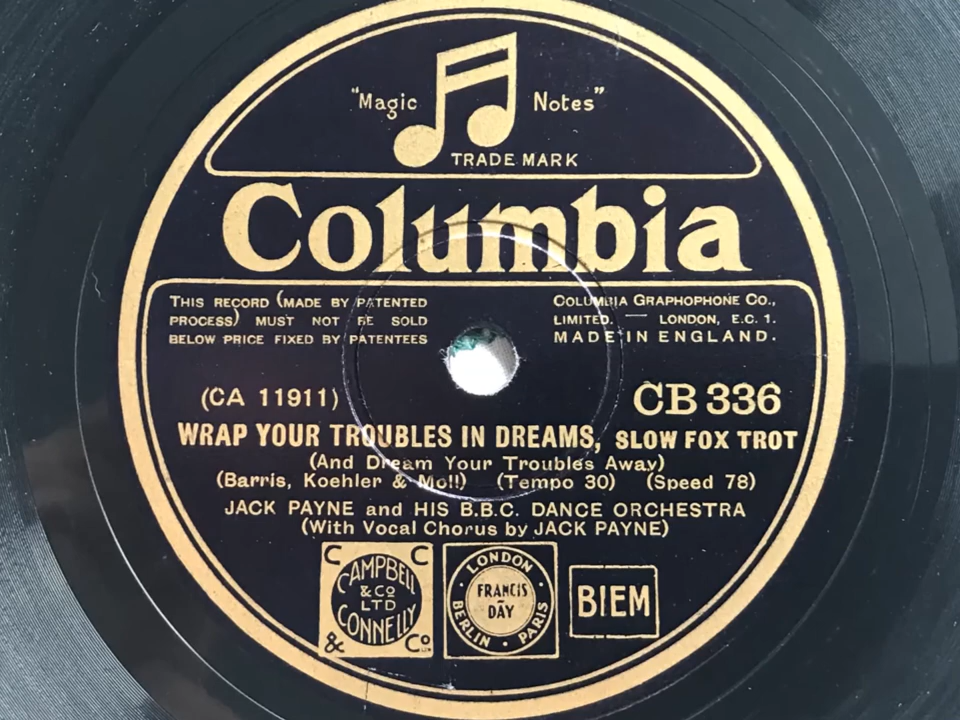 "Magic Notes"
TRADE MARK
Columbia
THIS RECORD (MADE BY PATENTED
PROCESS) MUST NOT BE SOLD
BELOW PRICE FIXED BY PATENTEES
COLUMBIA GRAPHOPHONE CO.,
LIMITED. — LONDON, E.C. 1.
MADE IN ENGLAND.
(CA 11911)
CB 336
WRAP YOUR TROUBLES IN DREAMS, SLOW FOX TROT
(And Dream Your Troubles Away)
(Barris, Koehler & Moll) (Tempo 30) (Speed 78)
JACK PAYNE and HIS B.B.C. DANCE ORCHESTRA
(With Vocal Chorus by JACK PAYNE)
C C
CAMPBELL
& CO
LTD
CONNELLY
& Co LTD.
LONDON
FRANCIS
DAY
BERLIN · PARIS
BIEM